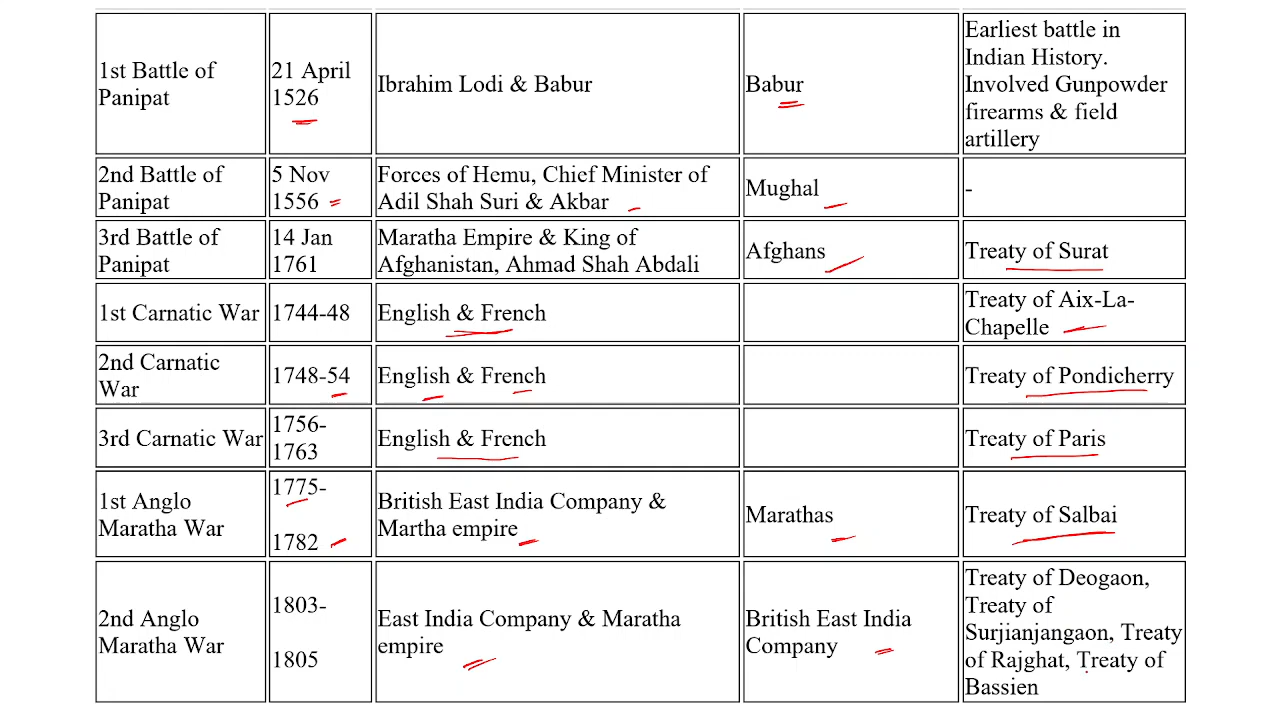 1st Battle of
Panipat
21 April
1526
Ibrahim Lodi & Babur
Babur
Earliest battle in
Indian History.
Involved Gunpowder
firearms & field
artillery
2nd Battle of
Panipat
5 Nov
1556
Forces of Hemu, Chief Minister of
Adil Shah Suri & Akbar
Mughal
-
3rd Battle of
Panipat
14 Jan
1761
Maratha Empire & King of
Afghanistan, Ahmad Shah Abdali
Afghans
Treaty of Surat
1st Carnatic War
1744-48
English & French
Treaty of Aix-La-
Chapelle
2nd Carnatic
War
1748-54
English & French
Treaty of Pondicherry
3rd Carnatic War
1756-
1763
English & French
Treaty of Paris
1st Anglo
Maratha War
1775-
1782
British East India Company &
Martha empire
Marathas
Treaty of Salbai
2nd Anglo
Maratha War
1803-
1805
East India Company & Maratha
empire
British East India
Company
Treaty of Deogaon,
Treaty of
Surjianjangaon, Treaty
of Rajghat, Treaty of
Bassien